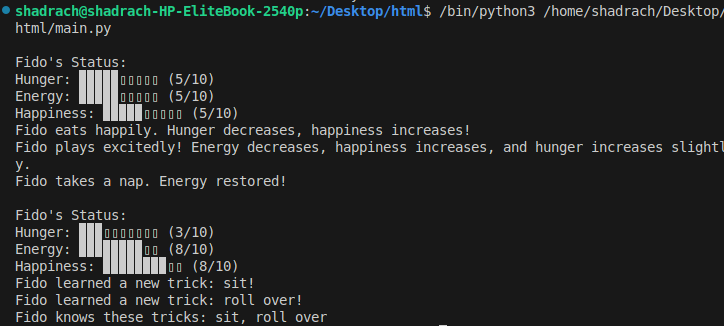 shadrach@shadrach-HP-EliteBook-2540p:~/Desktop/html$ /bin/python3 /home/shadrach/Desktop/
html/main.py
Fido's Status:
Hunger: █████▯▯▯▯▯ (5/10)
Energy: █████▯▯▯▯▯ (5/10)
Happiness: █████▯▯▯▯▯ (5/10)
Fido eats happily. Hunger decreases, happiness increases!
Fido plays excitedly! Energy decreases, happiness increases, and hunger increases slightl
y.
Fido takes a nap. Energy restored!
Fido's Status:
Hunger: ███▯▯▯▯▯▯▯ (3/10)
Energy: ████████▯▯ (8/10)
Happiness: ████████▯▯ (8/10)
Fido learned a new trick: sit!
Fido learned a new trick: roll over!
Fido knows these tricks: sit, roll over